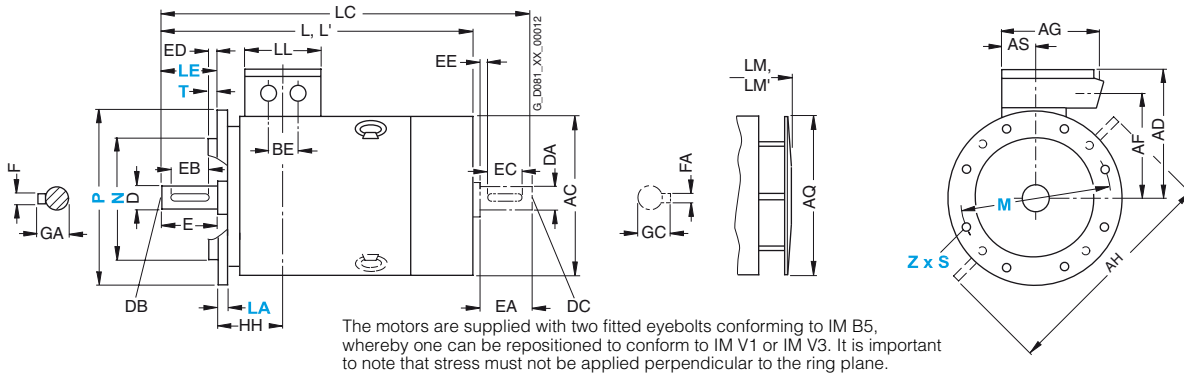 LC
L, L'
ED
LL
LE
EE
T
G_D081_XX_00012
LM,
LM'
AG
AS
BE
F
EB
P
N
D
EC
DA
AC
FA
AQ
AF
AD
M
GA
E
GC
Z x S
AH
DB
LA
HH
EA
DC
The motors are supplied with two fitted eyebolts conforming to IM B5,
whereby one can be repositioned to conform to IM V1 or IM V3. It is important
to note that stress must not be applied perpendicular to the ring plane.